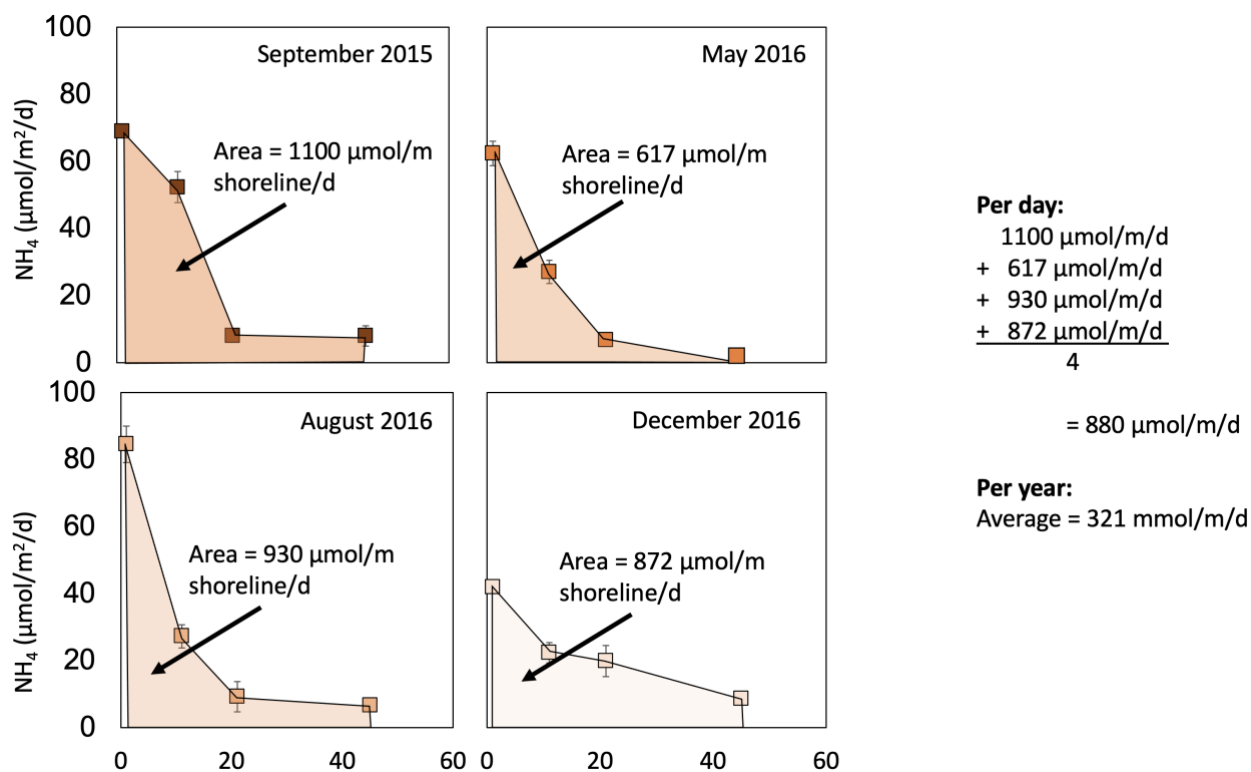 100
80
60
40
20
0
NH₄ (µmol/m²/d)
September 2015
Area = 1100 µmol/m
shoreline/d
May 2016
Area = 617 µmol/m
shoreline/d
100
80
60
40
20
0
NH₄ (µmol/m²/d)
August 2016
Area = 930 µmol/m
shoreline/d
0
20
40
60
December 2016
Area = 872 µmol/m
shoreline/d
0
20
40
60
Per day:
1100 µmol/m/d
+ 617 µmol/m/d
+ 930 µmol/m/d
+ 872 µmol/m/d
4
= 880 µmol/m/d
Per year:
Average = 321 mmol/m/d